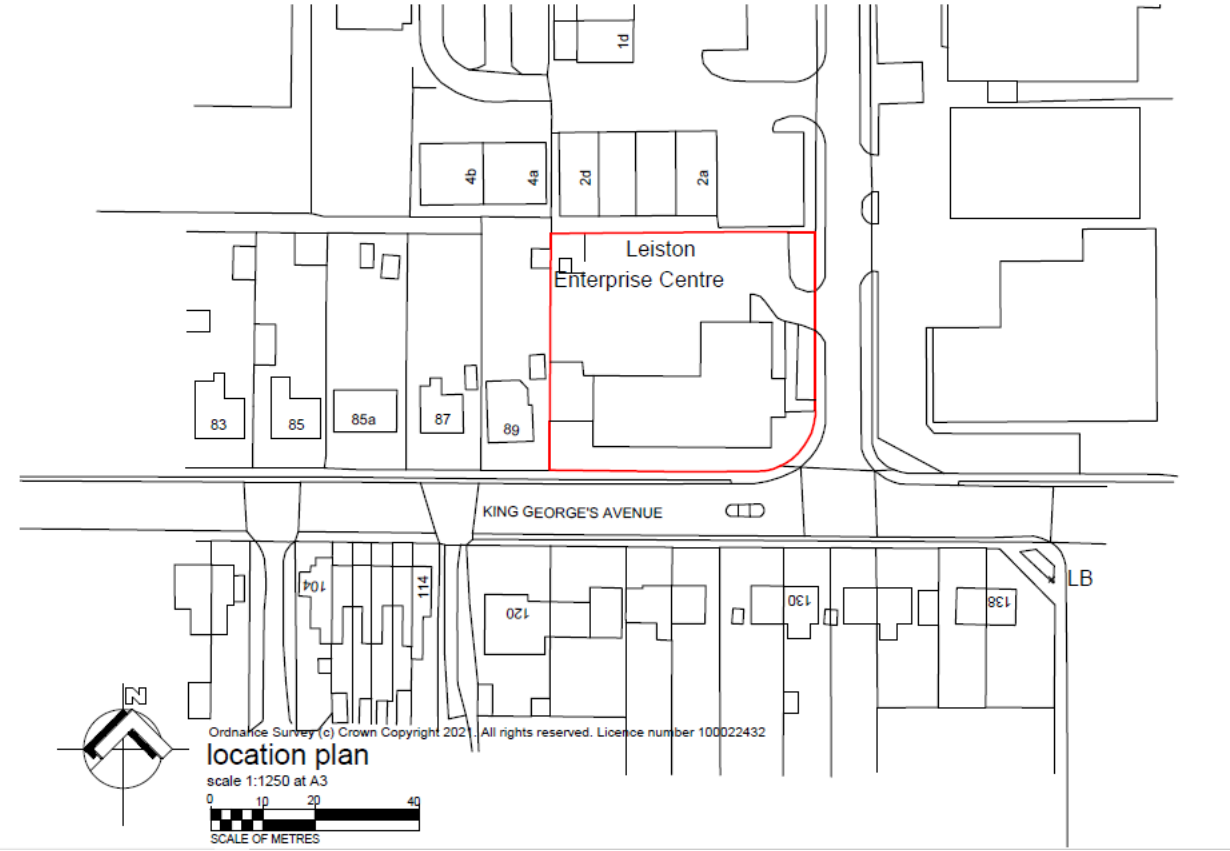 1d
4b
4a
2d
2a
Leiston
Enterprise Centre
83
85
85a
87
89
KING GEORGE'S AVENUE
LB
104
114
120
130
138
N
Ordnance Survey (c) Crown Copyright 2021. All rights reserved. Licence number 100022432
location plan
scale 1:1250 at A3
0 10 20 40
SCALE OF METRES